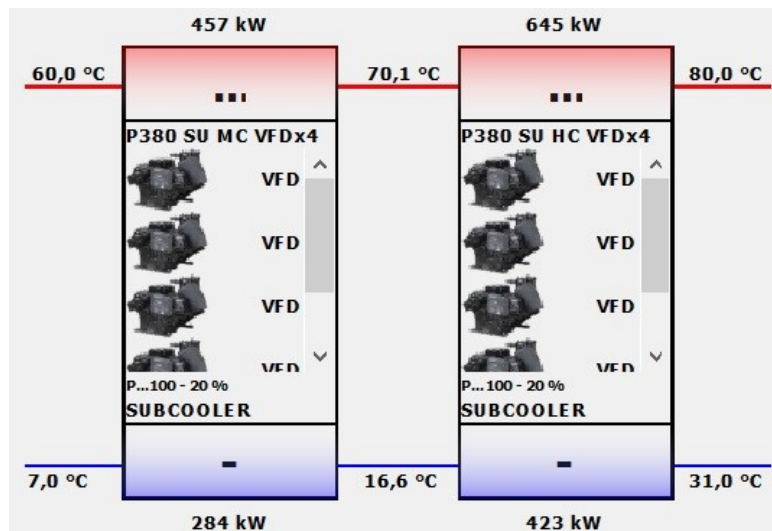 457 kW 645 kW
60,0 °C 70,1 °C 80,0 °C
... ...
P380 SU MC VFDx4 P380 SU HC VFDx4
VFD VFD
VFD VFD
VFD VFD
VFD VFD
P...100 - 20 % P...100 - 20 %
SUBCOOLER SUBCOOLER
- -
7,0 °C 16,6 °C 31,0 °C
284 kW 423 kW